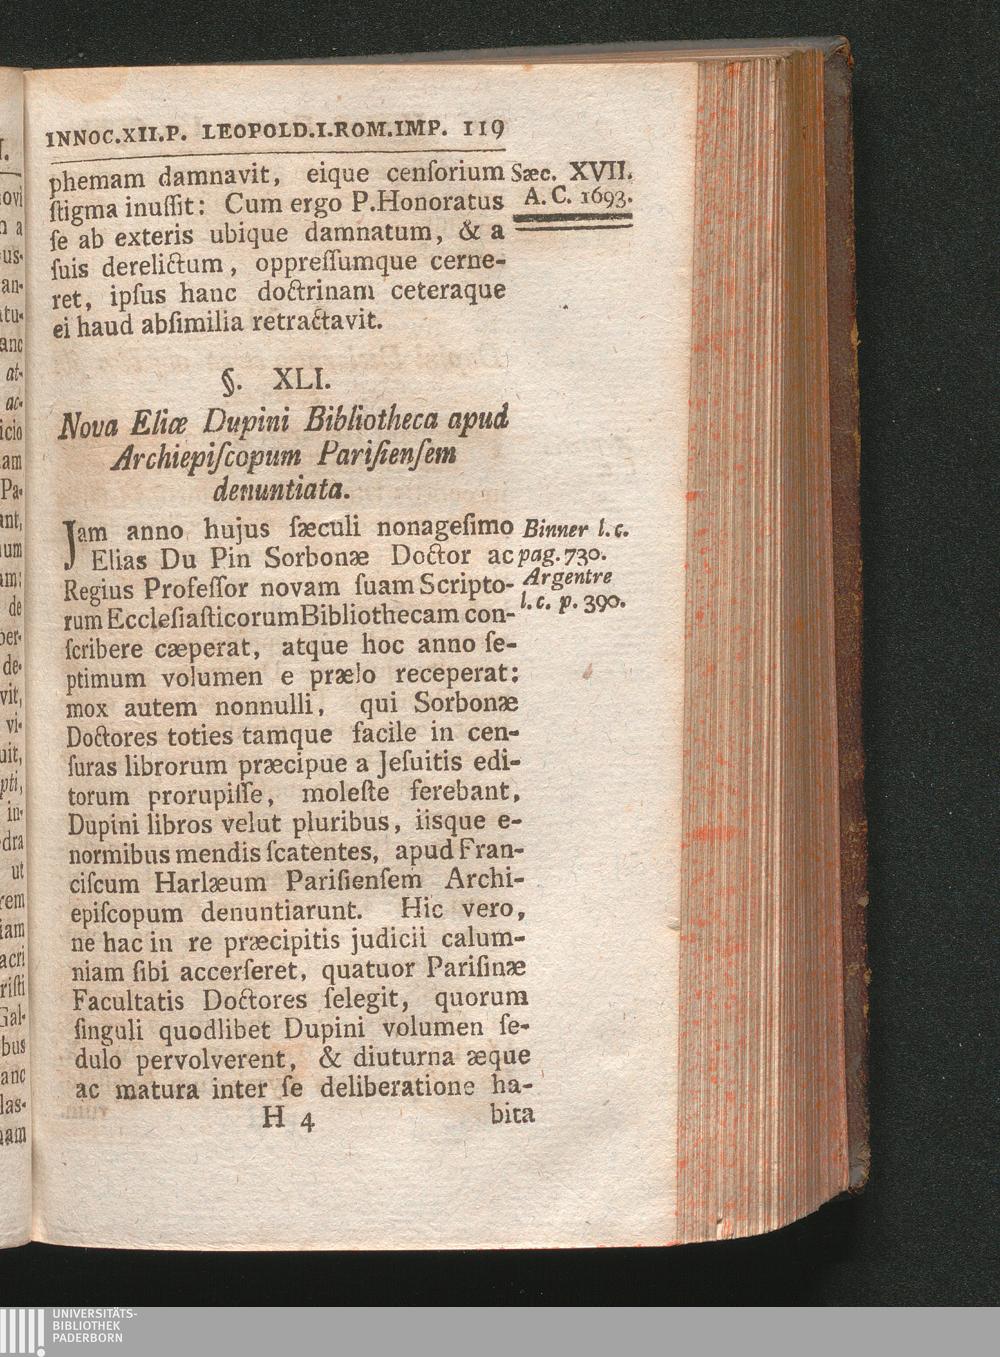 INNOC.XII.P. LEOPOLD.I.ROM.IMP. 119
phemam damnavit, eique cenſorium
ſtigma inuſſit: Cum ergo P.Honoratus
ſe ab exteris ubique damnatum, & a
ſuis derelictum, oppreſſumque cerne-
ret, ipſus hanc doctrinam ceteraque
ei haud abſimilia retractavit.
Sæc. XVII.
A. C. 1693.
§. XLI.
Nova Eliæ Dupini Bibliotheca apud
Archiepiſcopum Pariſienſem
denuntiata.
Jam anno hujus ſæculi nonageſimo
Elias Du Pin Sorbonæ Doctor ac
Regius Profeſſor novam ſuam Scripto-
rum Eccleſiaſticorum Bibliothecam con-
ſcribere cæperat, atque hoc anno ſe-
ptimum volumen e prælo receperat:
mox autem nonnulli, qui Sorbonæ
Doctores toties tamque facile in cen-
ſuras librorum præcipue a Jeſuitis edi-
torum prorupiſſe, moleſte ferebant,
Dupini libros velut pluribus, iisque e-
normibus mendis ſcatentes, apud Fran-
ciſcum Harlæum Pariſienſem Archi-
epiſcopum denuntiarunt. Hic vero,
ne hac in re præcipitis judicii calum-
niam ſibi accerſeret, quatuor Pariſinæ
Facultatis Doctores ſelegit, quorum
ſinguli quodlibet Dupini volumen ſe-
dulo pervolverent, & diuturna æque
ac matura inter ſe deliberatione ha-
H 4 bita
Binner l. c.
pag. 730.
Argentre
l. c. p. 390.
UNIVERSITÄTS-
BIBLIOTHEK
PADERBORN